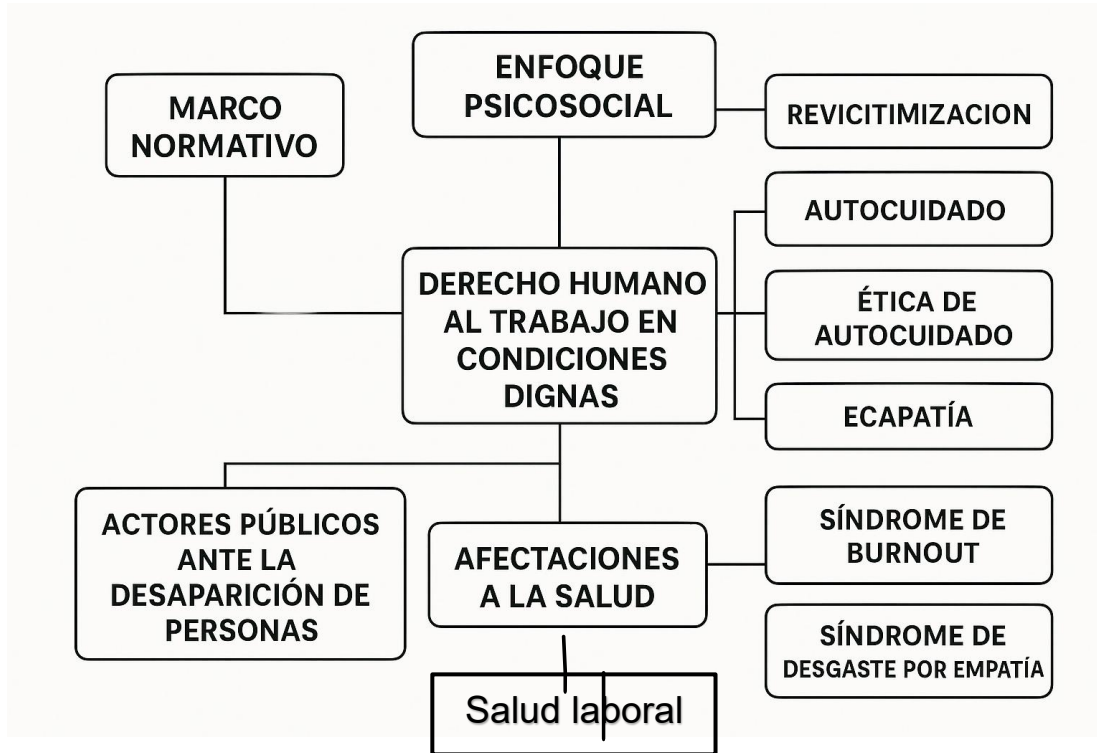 ENFOQUE
PSICOSOCIAL
MARCO
NORMATIVO
REVICITIMIZACION
AUTOCUIDADO
DERECHO HUMANO
AL TRABAJO EN
CONDICIONES
DIGNAS
ÉTICA DE
AUTOCUIDADO
ECAPATÍA
ACTORES PÚBLICOS
ANTE LA
DESAPARICIÓN DE
PERSONAS
AFECTACIONES
A LA SALUD
SÍNDROME DE
BURNOUT
SÍNDROME DE
DESGASTE POR EMPATÍA
Salud laboral